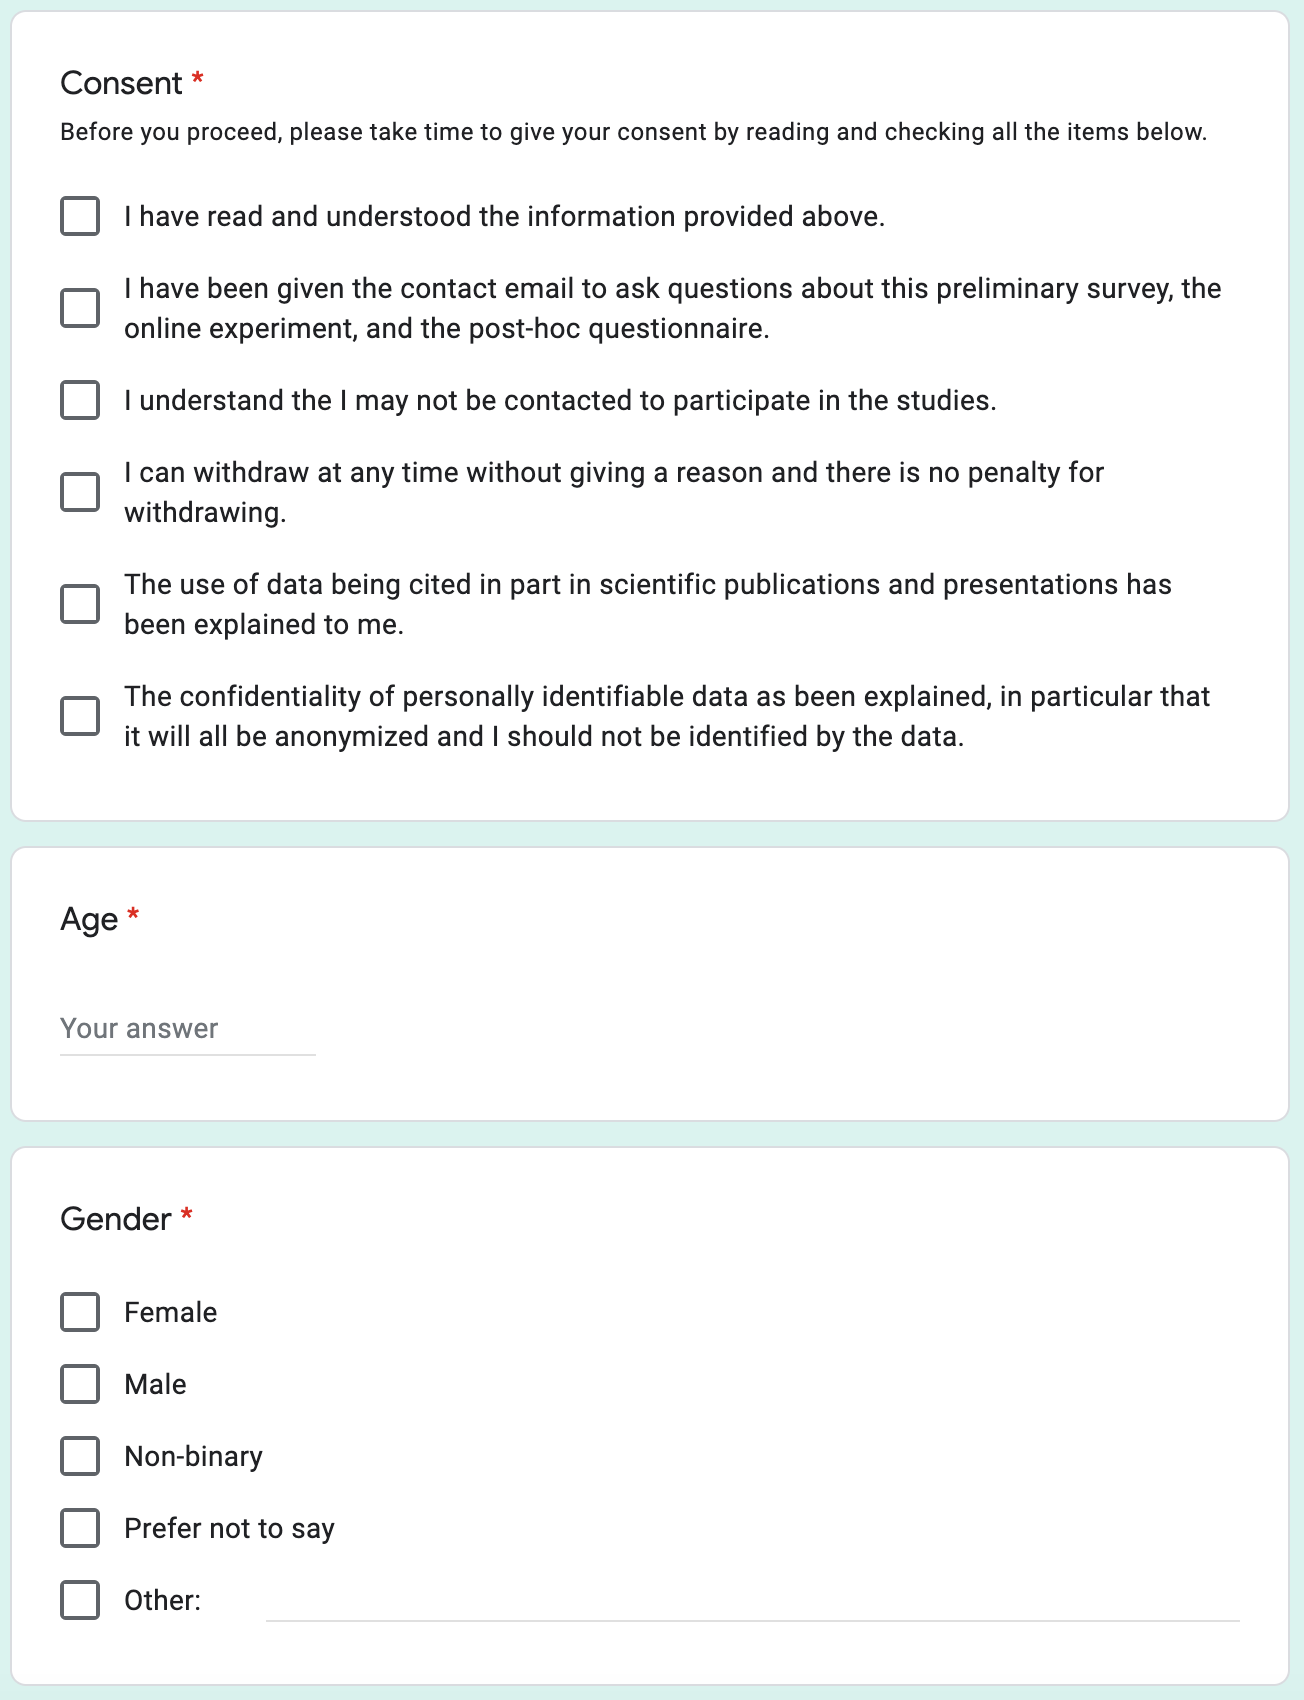 Consent *
Before you proceed, please take time to give your consent by reading and checking all the items below.
I have read and understood the information provided above.
I have been given the contact email to ask questions about this preliminary survey, the
online experiment, and the post-hoc questionnaire.
I understand the I may not be contacted to participate in the studies.
I can withdraw at any time without giving a reason and there is no penalty for
withdrawing.
The use of data being cited in part in scientific publications and presentations has
been explained to me.
The confidentiality of personally identifiable data as been explained, in particular that
it will all be anonymized and I should not be identified by the data.
Age *
Your answer
Gender *
Female
Male
Non-binary
Prefer not to say
Other: